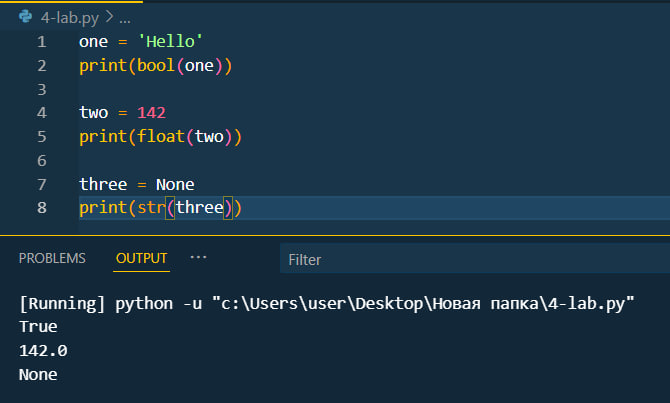 4-lab.py > ...
1 one = 'Hello'
2 print(bool(one))
3
4 two = 142
5 print(float(two))
6
7 three = None
8 print(str(three))
PROBLEMS OUTPUT ... Filter
[Running] python -u "c:\Users\user\Desktop\Новая папка\4-lab.py"
True
142.0
None